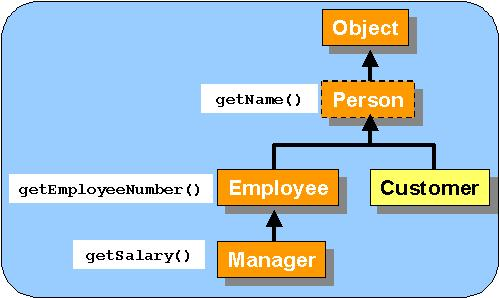 Object
getName()
Person
getEmployeeNumber()
Employee
Customer
getSalary()
Manager